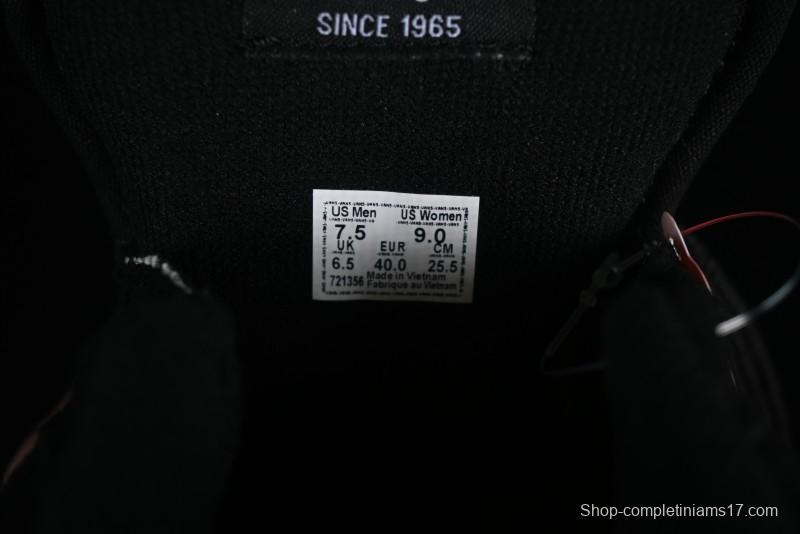 SINCE 1965
US Men US Women
7.5 9.0
UK EUR CM
6.5 40.0 25.5
721356 Made in Vietnam
Fabrique au Vietnam
Shop-completiniams17.com